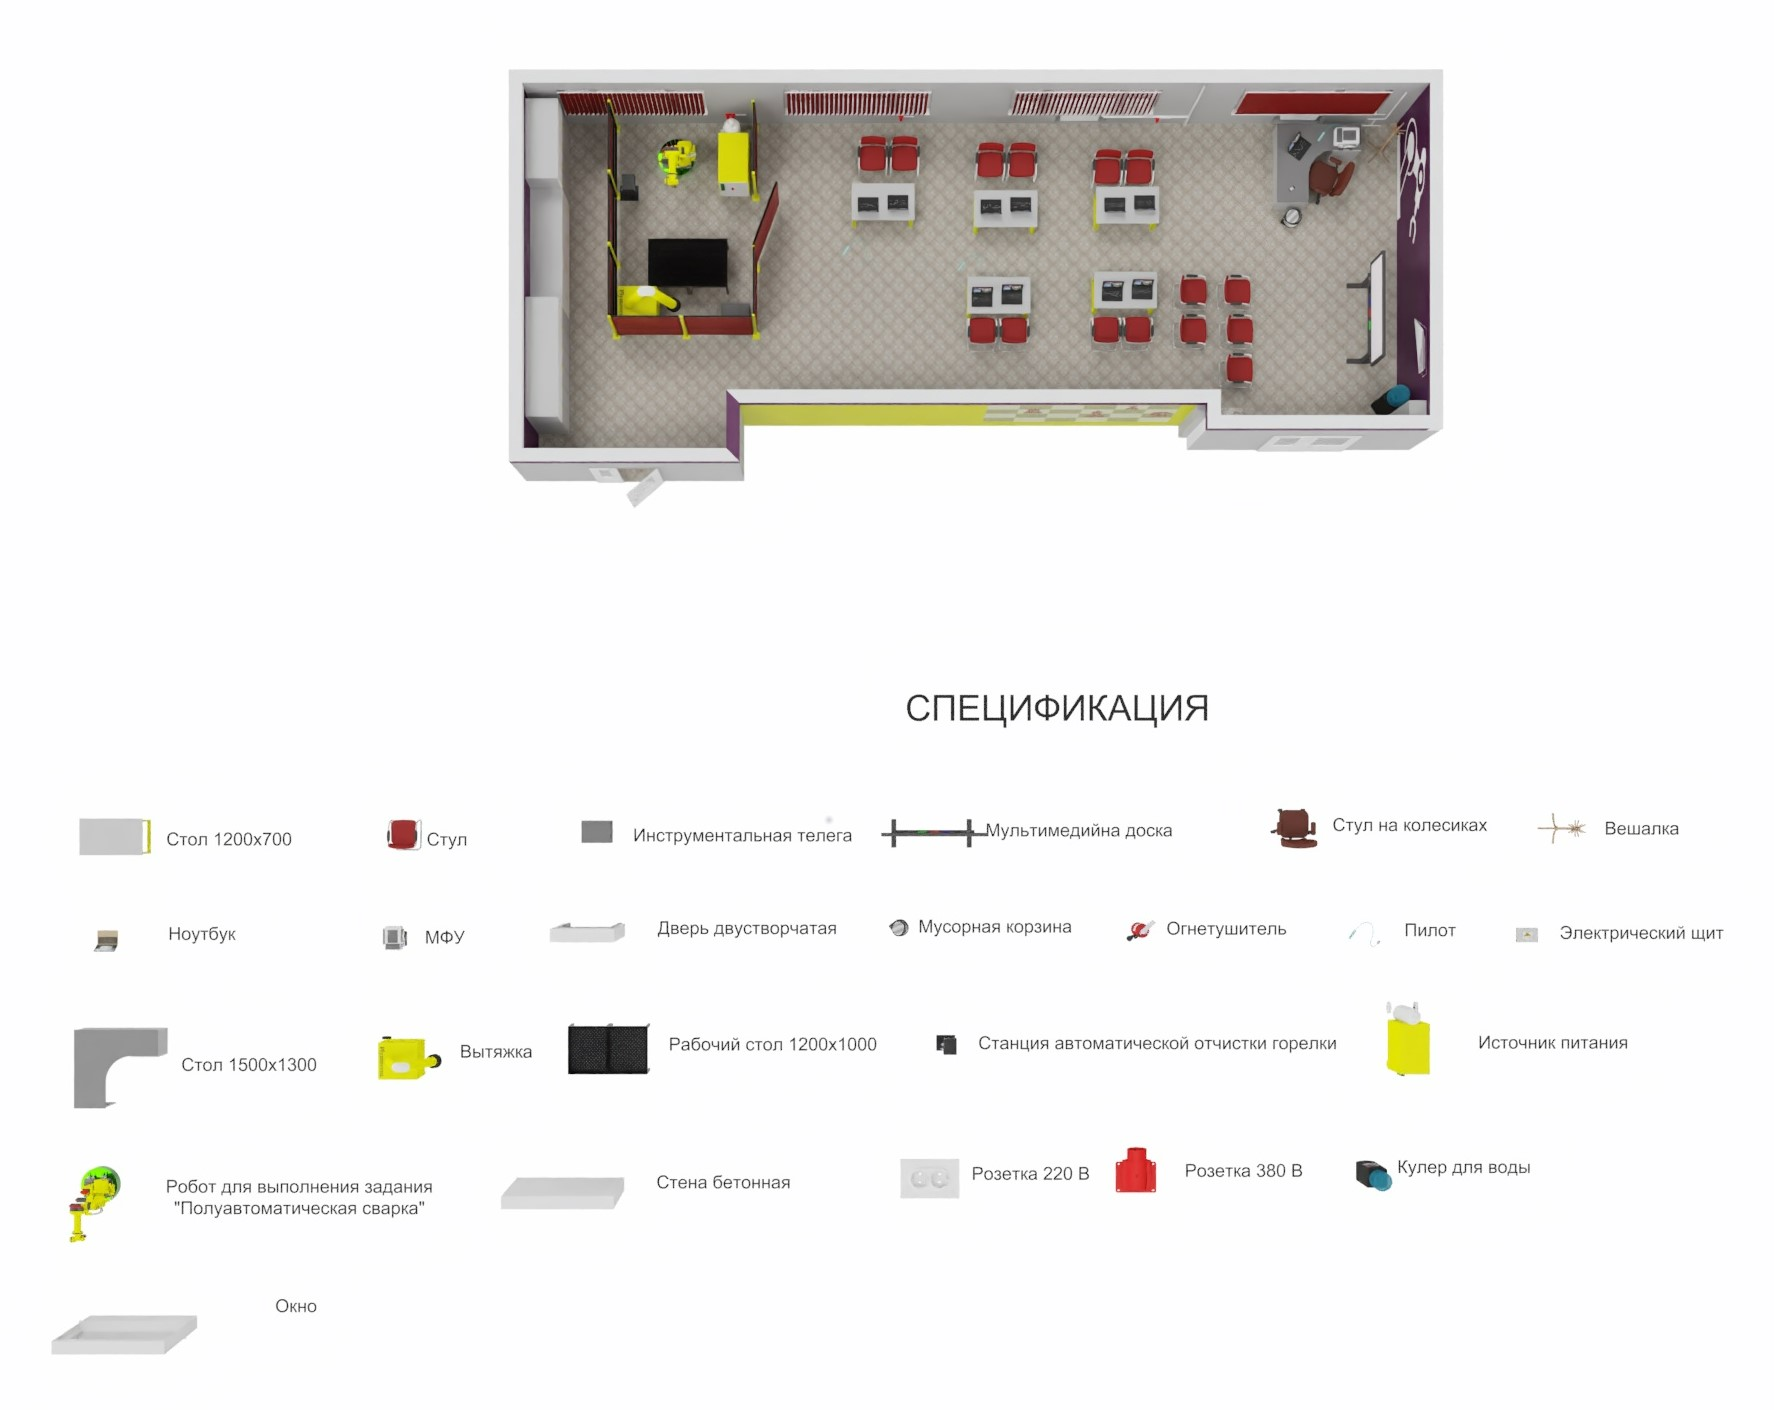 СПЕЦИФИКАЦИЯ
Стол 1200х700
Стул
Инструментальная телега
Мультимедийна доска
Стул на колесиках
Вешалка
Ноутбук
МФУ
Дверь двустворчатая
Мусорная корзина
Огнетушитель
Пилот
Электрический щит
Стол 1500х1300
Вытяжка
Рабочий стол 1200х1000
Станция автоматической отчистки горелки
Источник питания
Робот для выполнения задания
"Полуавтоматическая сварка"
Стена бетонная
Розетка 220 В
Розетка 380 В
Кулер для воды
Окно